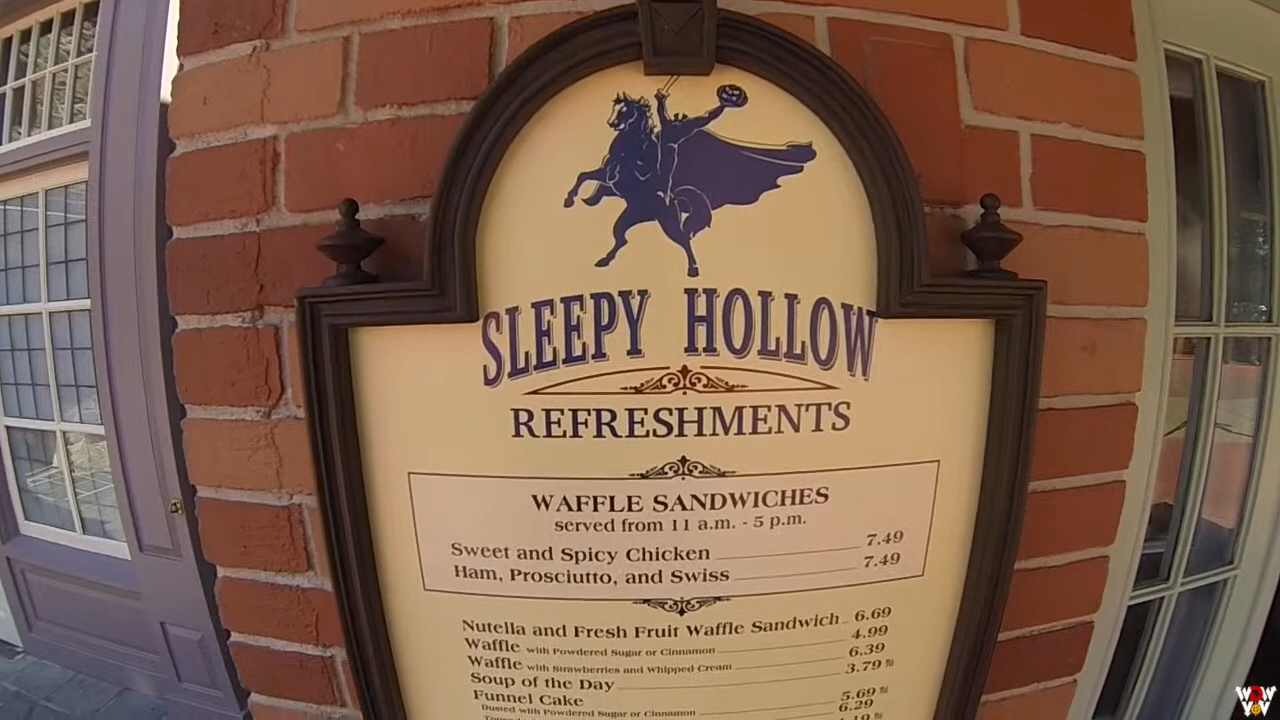 SLEEPY HOLLOW
REFRESHMENTS
WAFFLE SANDWICHES
served from 11 a.m. - 5 p.m.
Sweet and Spicy Chicken 7.49
Ham, Prosciutto, and Swiss 7.49
Nutella and Fresh Fruit Waffle Sandwich 6.69
Waffle with Powdered Sugar or Cinnamon 4.99
Waffle with Strawberries and Whipped Cream 6.39
Soup of the Day 3.79
Funnel Cake
Dusted with Powdered Sugar or Cinnamon 5.69
6.29